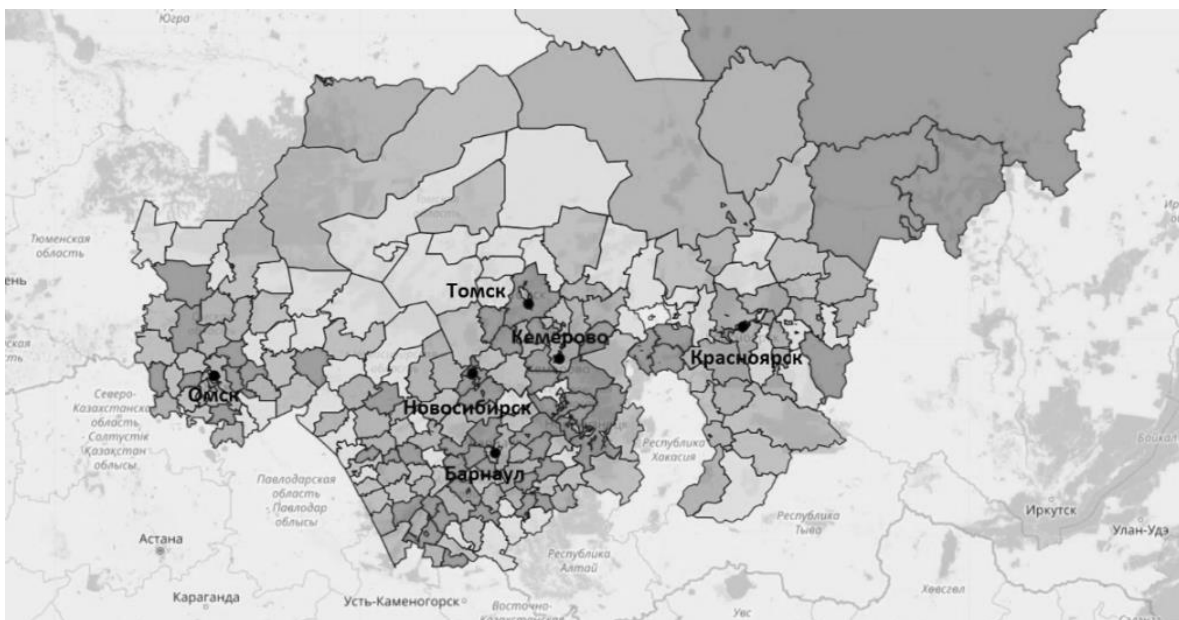 Югра
Тюменская
область
Томск
Кемерово
Красноярск
Омск
Новосибирск
Барнаул
Северо-
Казахстанская
область
- Солтүстік
Қазақстан
облысы
Павлодарская
область
- Павлодар
облысы
Республика
Хакасия
Республика
Тыва
Республика
Алтай
Иркутск
Улан-Удэ
Астана
Караганда
Усть-Каменогорск
Восточно-
Казахстанская
Хөвсгөл
Увс